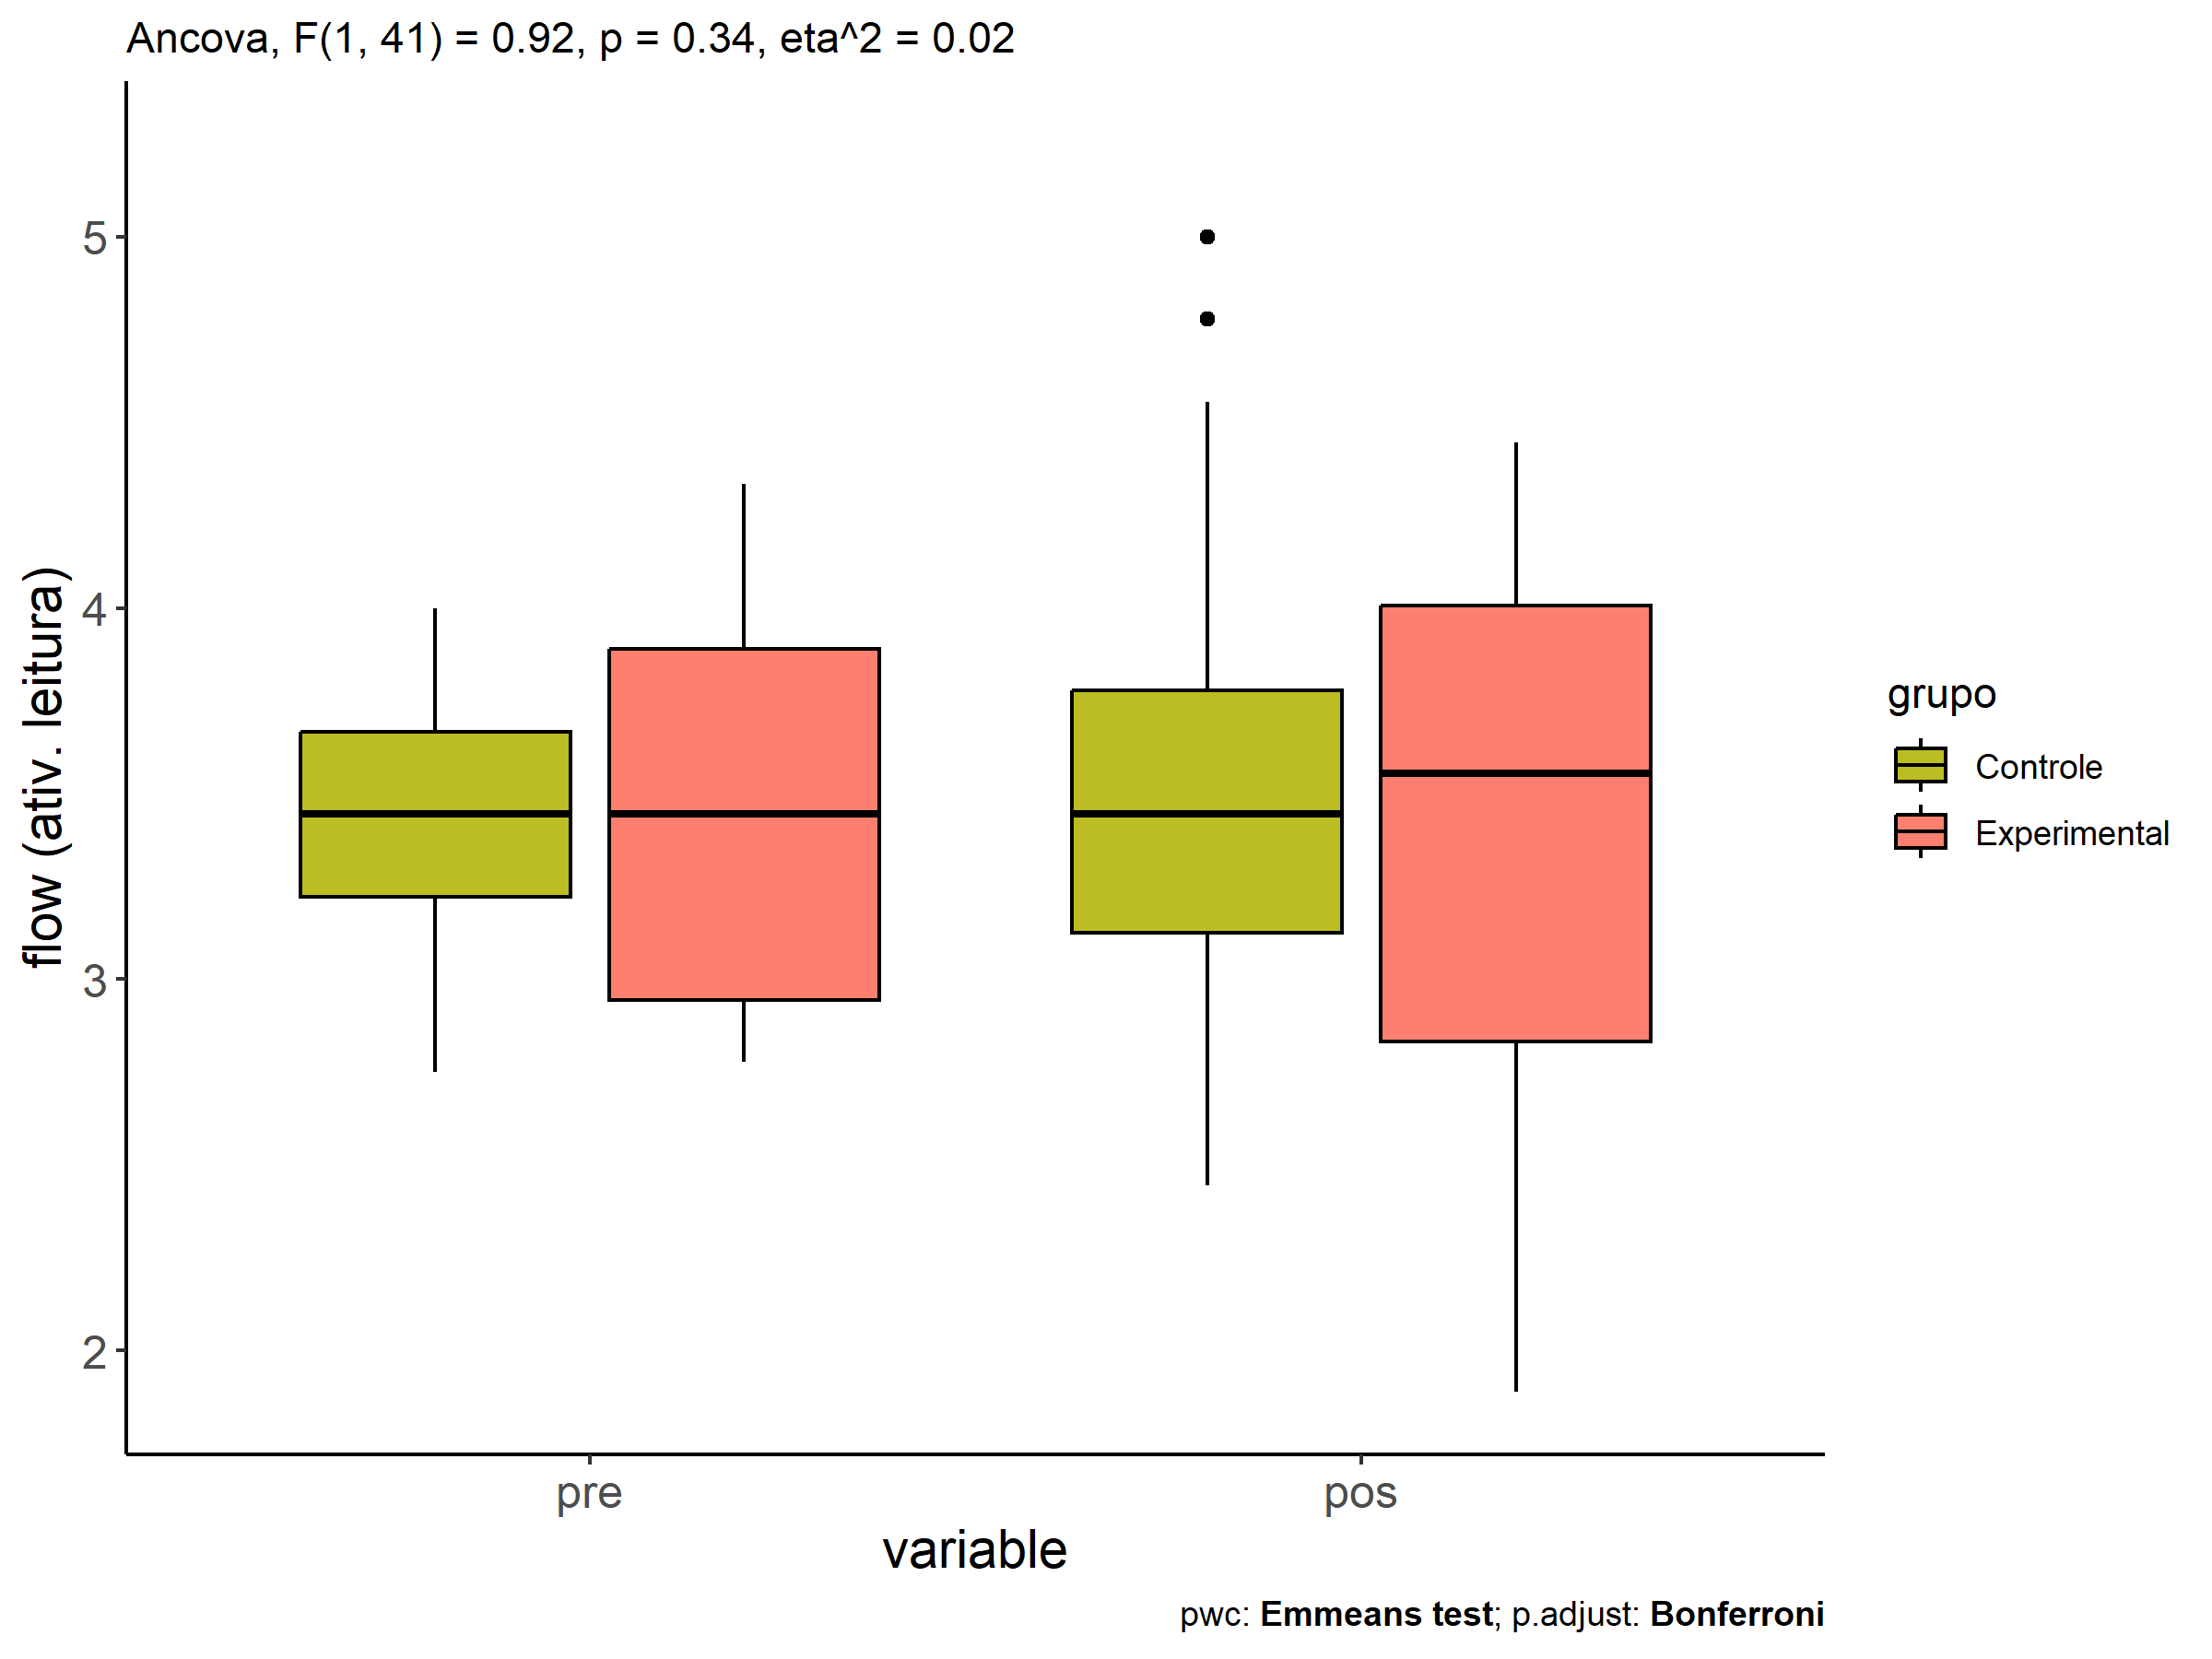 Ancova, F(1, 41) = 0.92, p = 0.34, eta^2 = 0.02
flow (ativ. leitura)
5
4
3
2
pre
pos
variable
grupo
Controle
Experimental
pwc: Emmeans test; p.adjust: Bonferroni